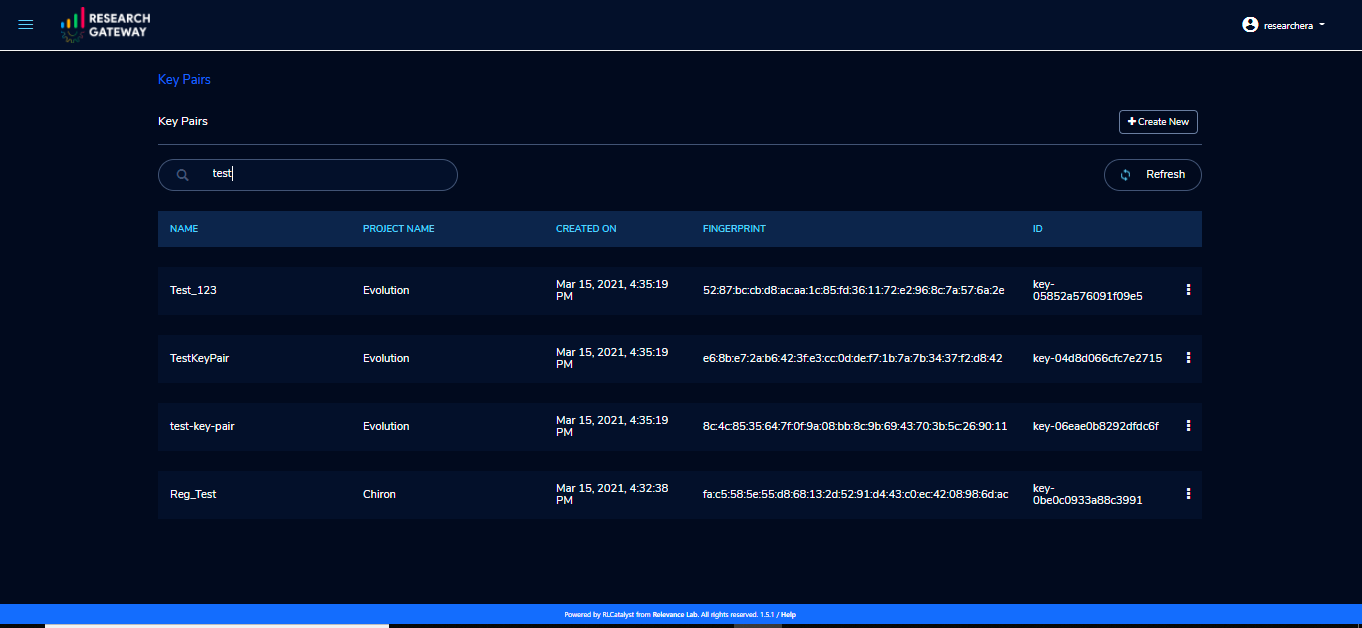 RESEARCH
GATEWAY
researchera
Key Pairs
Key Pairs
Create New
test
Refresh
NAME PROJECT NAME CREATED ON FINGERPRINT ID
Test_123 Evolution Mar 15, 2021, 4:35:19 PM 52:87:bc:cb:d8:ac:aa:1c:85:fd:36:11:72:e2:96:8c:7a:57:6a:2e key-05852a576091f09e5
TestKeyPair Evolution Mar 15, 2021, 4:35:19 PM e6:8b:e7:2a:b6:42:3f:e3:cc:0d:de:f7:1b:7a:7b:34:37:f2:d8:42 key-04d8d066cfc7e2715
test-key-pair Evolution Mar 15, 2021, 4:35:19 PM 8c:4c:85:35:64:7f:0f:9a:08:bb:8c:9b:69:43:70:3b:5c:26:90:11 key-06eae0b8292dfdc6f
Reg_Test Chiron Mar 15, 2021, 4:32:38 PM fa:c5:58:5e:55:d8:68:13:2d:52:91:d4:43:c0:ec:42:08:98:6d:ac key-0be0c0933a88c3991
Powered by RLCatalyst from Relevance Lab. All rights reserved. 1.5.1 / Help